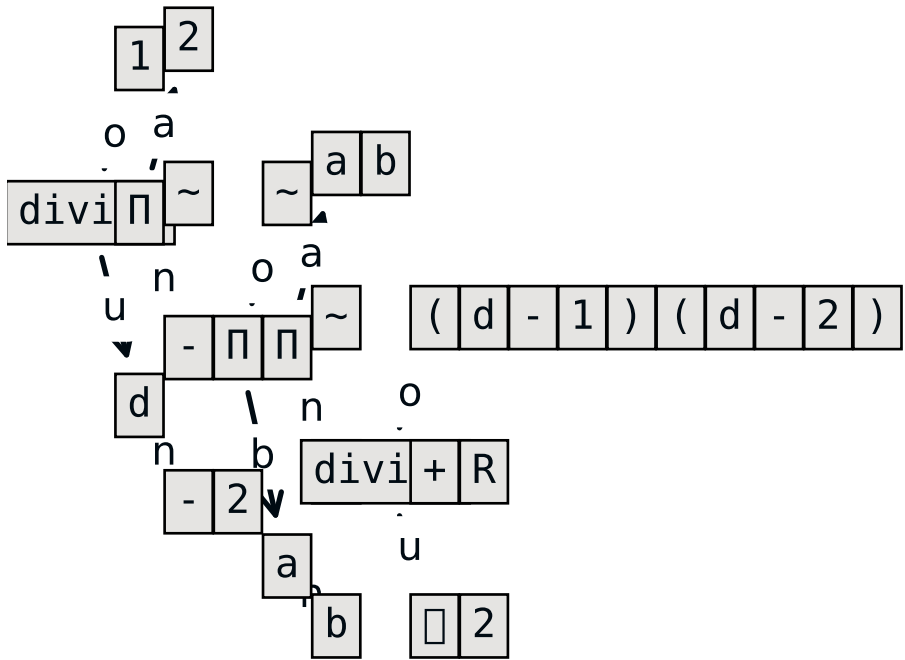 2
1
o a
divi Π ~
~ a b
o a
u n
- Π Π ~
( d - 1 ) ( d - 2 )
d
n
o
n b
divi + R
- 2
u
a
b
2